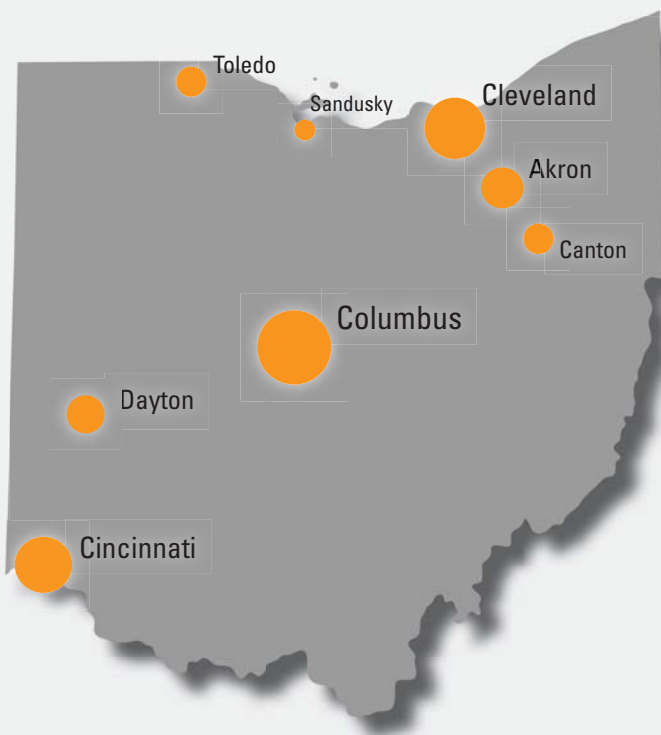 Toledo
Cleveland
Sandusky
Akron
Canton
Columbus
Dayton
Cincinnati